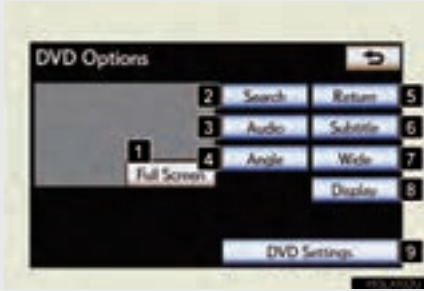 DVD Options
2 Search Return 5
3 Audio Subtitle 6
1
4 Angle Wide 7
Full Screen
Display 8
DVD Settings 9